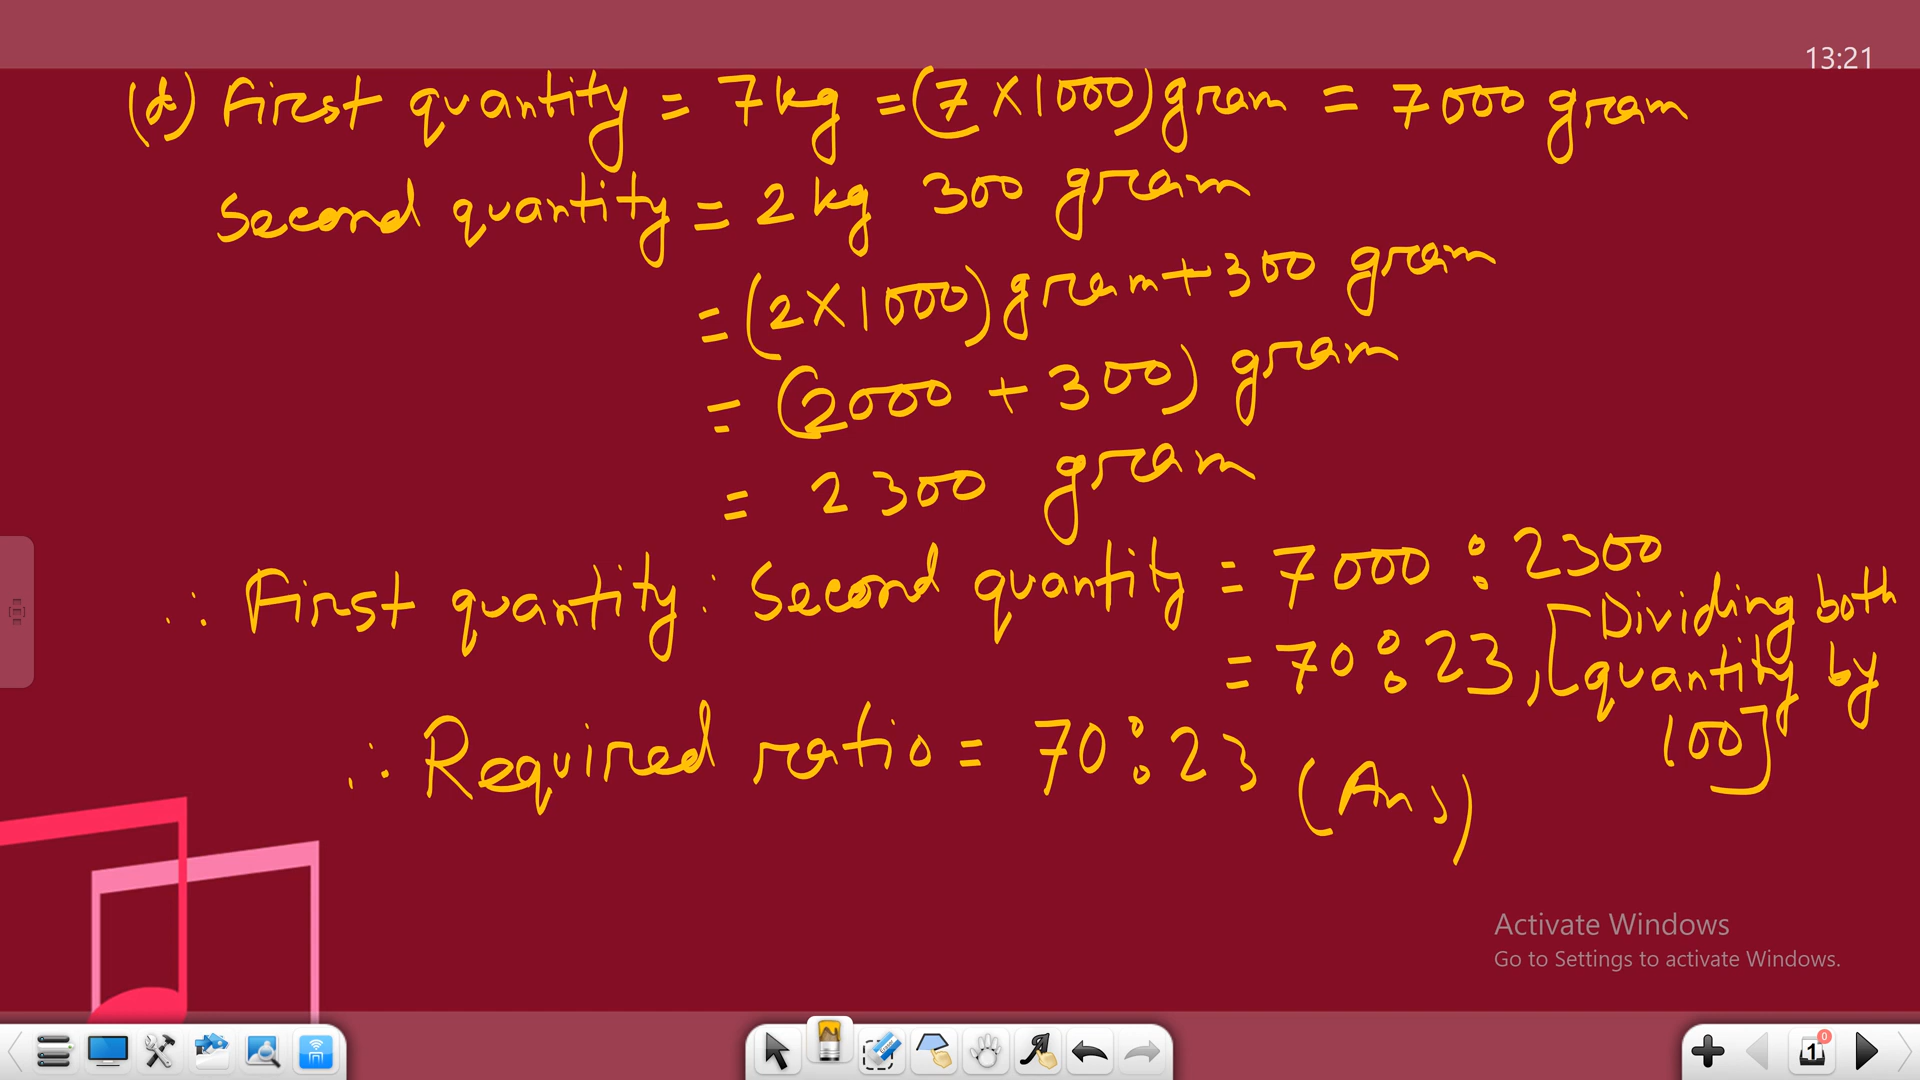 13:21
(d) First quantity = 7kg = (7 X 1000) gram = 7000 gram
Second quantity = 2 kg 300 gram
= (2 X 1000) gram + 300 gram
= (2000 + 300) gram
= 2300 gram
∴ First quantity : Second quantity = 7000 : 2300
= 70 : 23, [Dividing both
quantity by
100]
∴ Required ratio = 70 : 23 (Ans)
Activate Windows
Go to Settings to activate Windows.
1
0